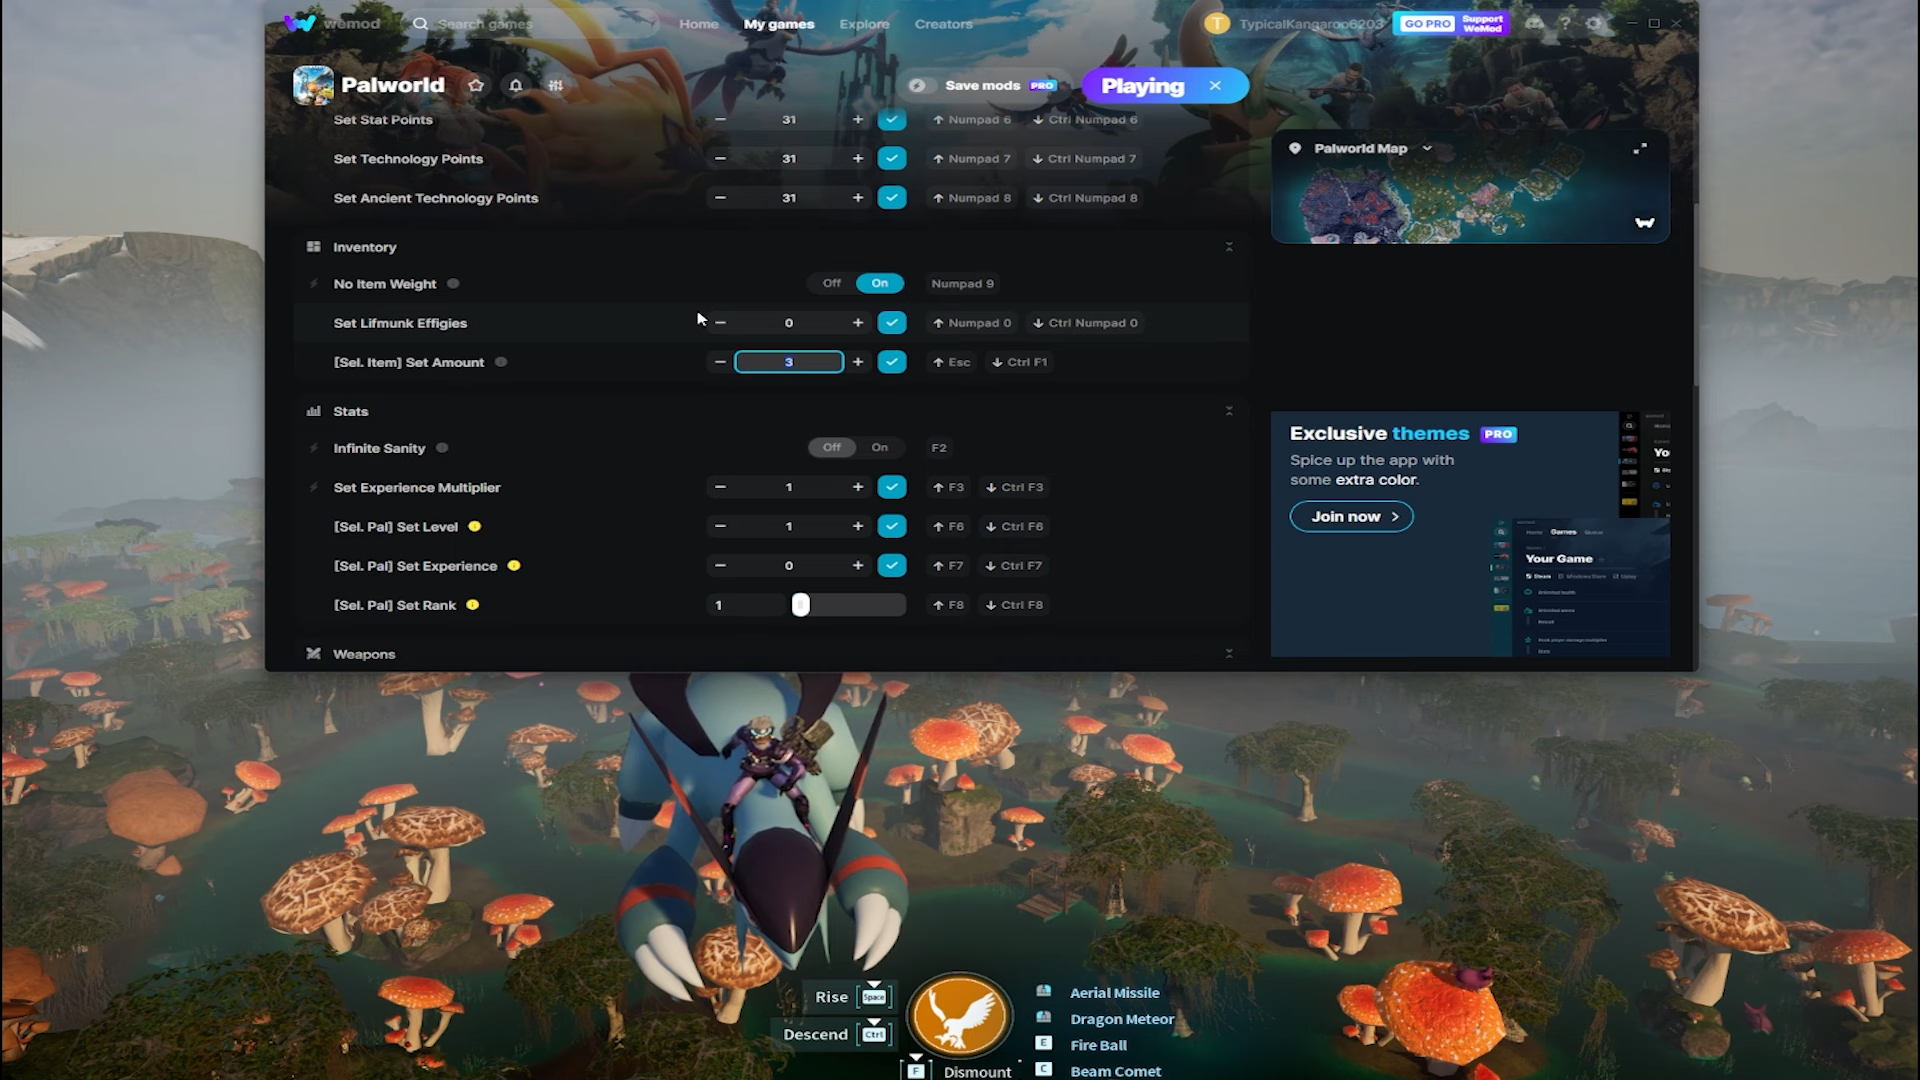 wemod
Search games
Home
My games
Explore
Creators
T
TypicalKangaroo6203
GO PRO
Support
WeMod
?
Palworld
Save mods PRO
Playing
Set Stat Points
− 31 +
Numpad 6
Ctrl Numpad 6
Set Technology Points
− 31 +
Numpad 7
Ctrl Numpad 7
Set Ancient Technology Points
− 31 +
Numpad 8
Ctrl Numpad 8
Palworld Map
Inventory
No Item Weight
Off On
Numpad 9
Set Lifmunk Effigies
− 0 +
Numpad 0
Ctrl Numpad 0
[Sel. Item] Set Amount
− 3 +
Esc
Ctrl F1
Stats
Infinite Sanity
Off On
F2
Set Experience Multiplier
− 1 +
F3
Ctrl F3
[Sel. Pal] Set Level
− 1 +
F6
Ctrl F6
[Sel. Pal] Set Experience
− 0 +
F7
Ctrl F7
[Sel. Pal] Set Rank
1
F8
Ctrl F8
Weapons
Exclusive themes PRO
Spice up the app with
some extra color.
Join now
Games
Your Game
Steam
Rise Space
Descend Ctrl
F Dismount
Aerial Missile
Dragon Meteor
E Fire Ball
C Beam Comet